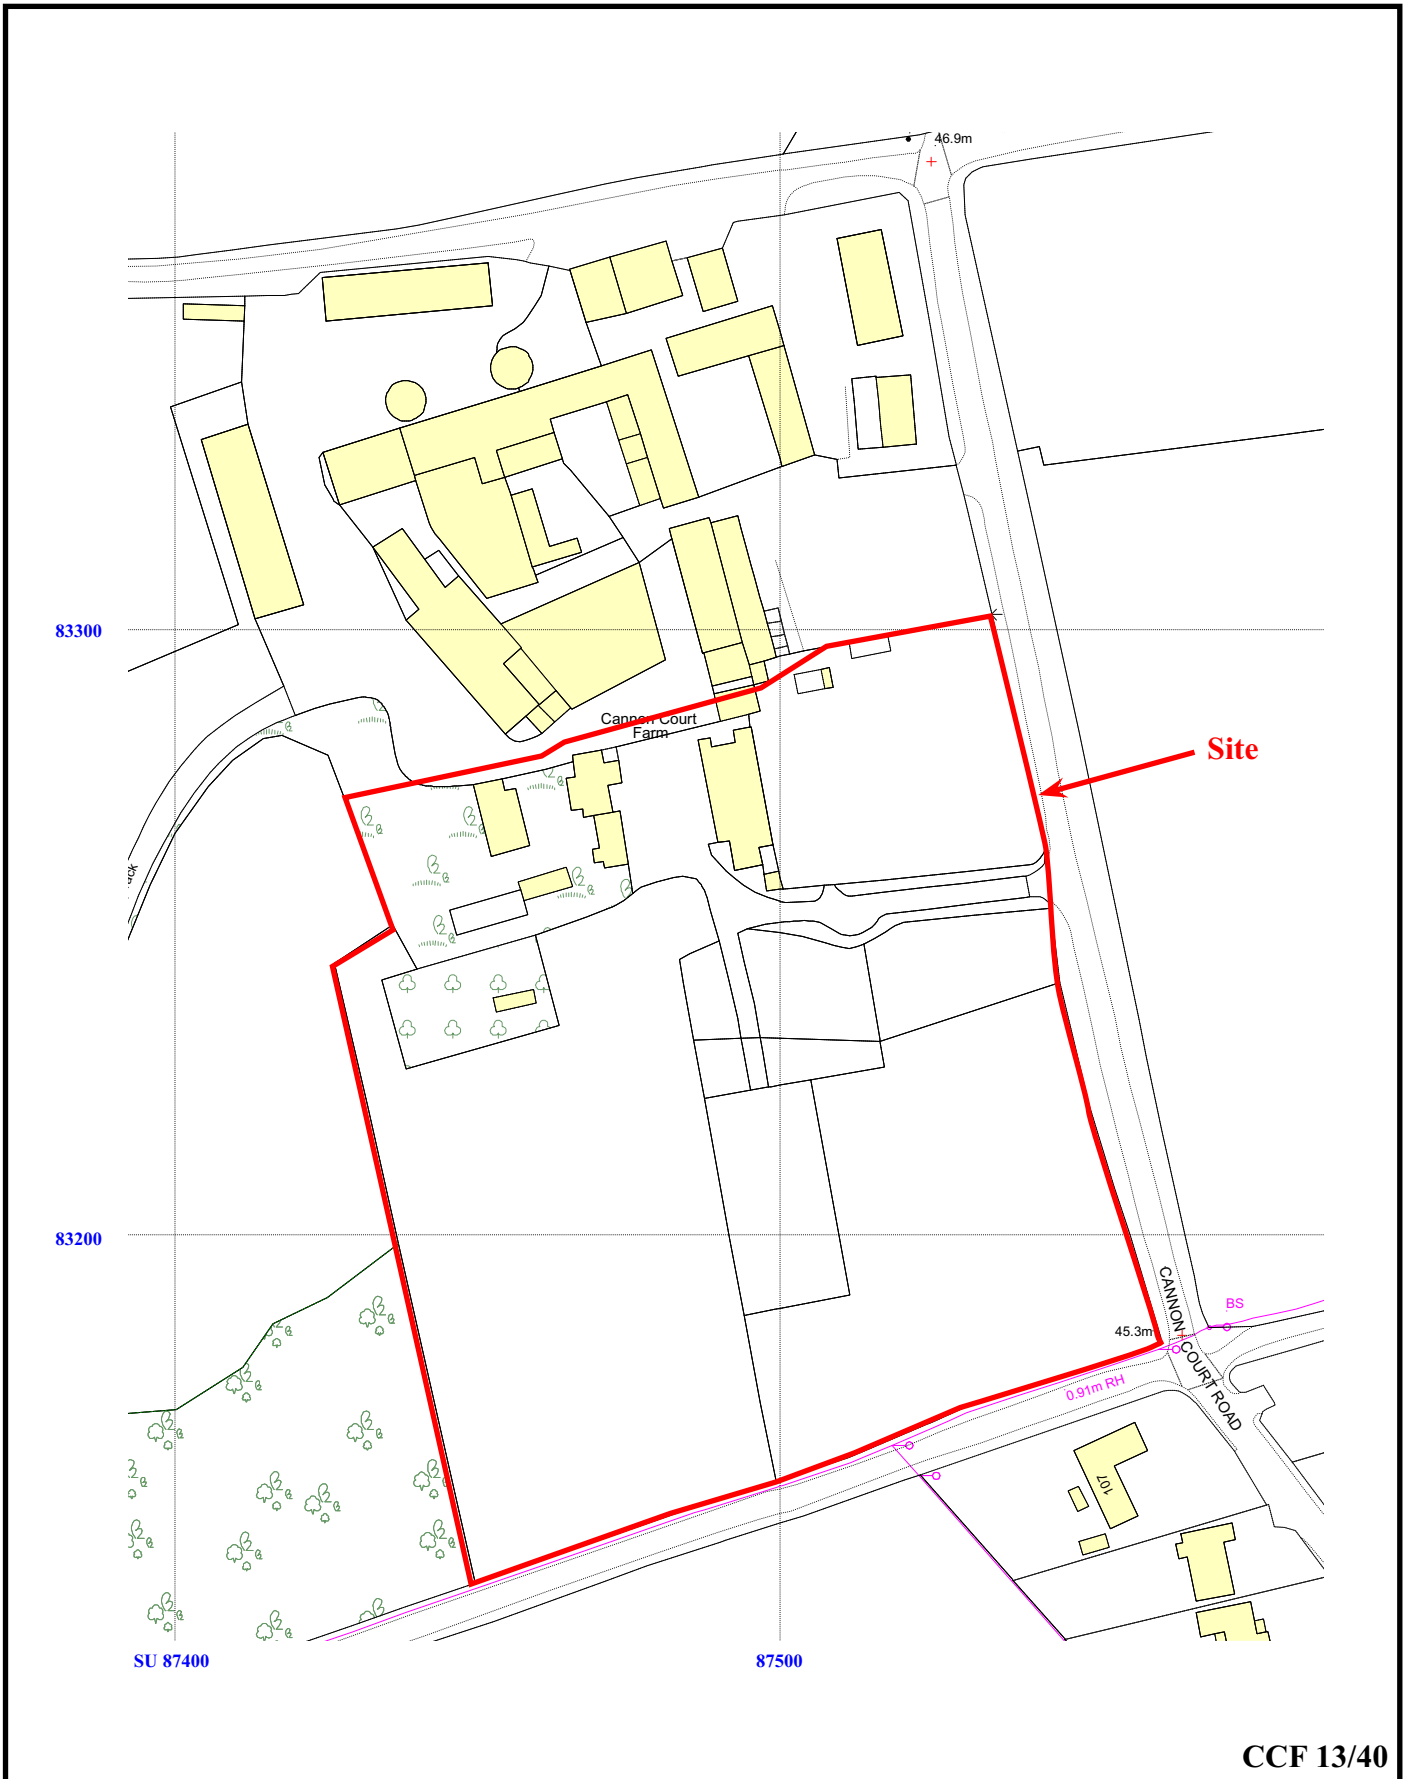 46.9m
83300
Cannon Court
Farm
Site
ack
83200
BS
CANNON COURT ROAD
45.3m
0.91m RH
107
SU 87400
87500
CCF 13/40